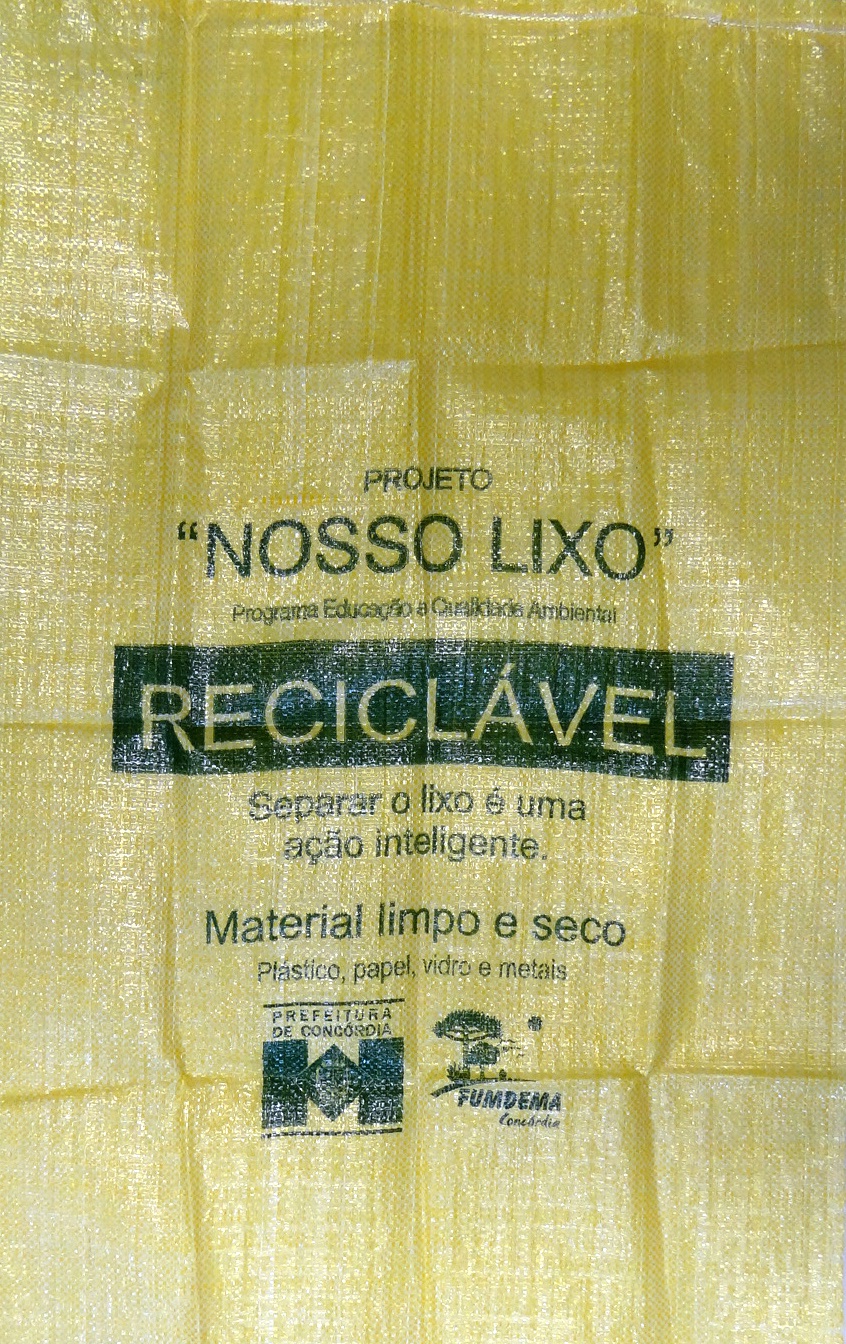 PROJETO
“NOSSO LIXO”
Programa Educação e Qualidade Ambiental
RECICLÁVEL
Separar o lixo é uma
ação inteligente.
Material limpo e seco
Plástico, papel, vidro e metais
PREFEITURA
DE CONCÓRDIA
FUMDEMA
Concórdia